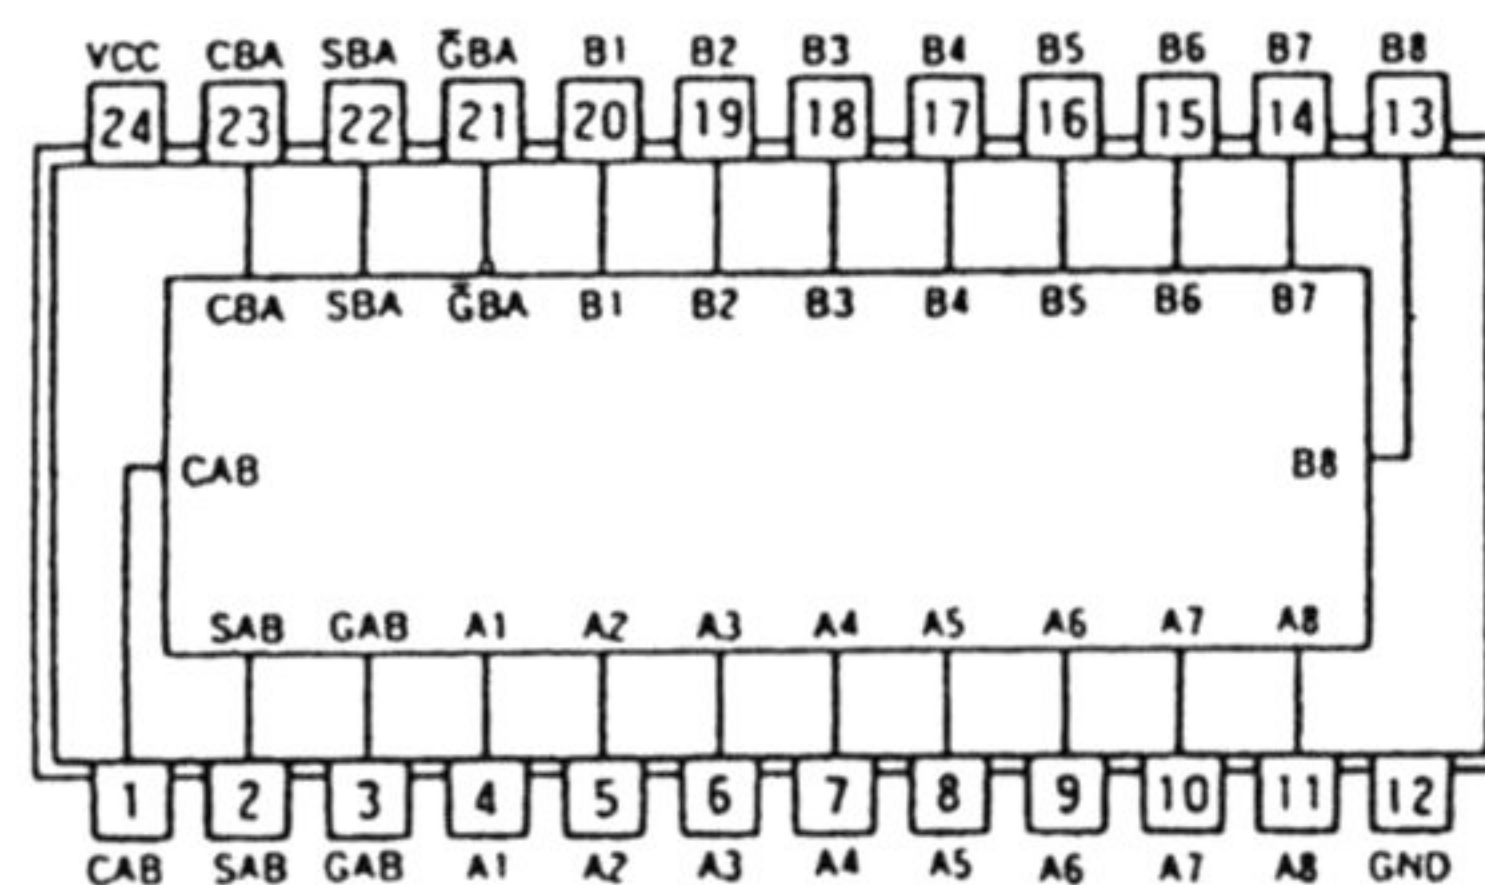 VCC CBA SBA G̅BA B1 B2 B3 B4 B5 B6 B7 B8
24 23 22 21 20 19 18 17 16 15 14 13
CBA SBA G̅BA B1 B2 B3 B4 B5 B6 B7
CAB B8
SAB GAB A1 A2 A3 A4 A5 A6 A7 A8
1 2 3 4 5 6 7 8 9 10 11 12
CAB SAB GAB A1 A2 A3 A4 A5 A6 A7 A8 GND